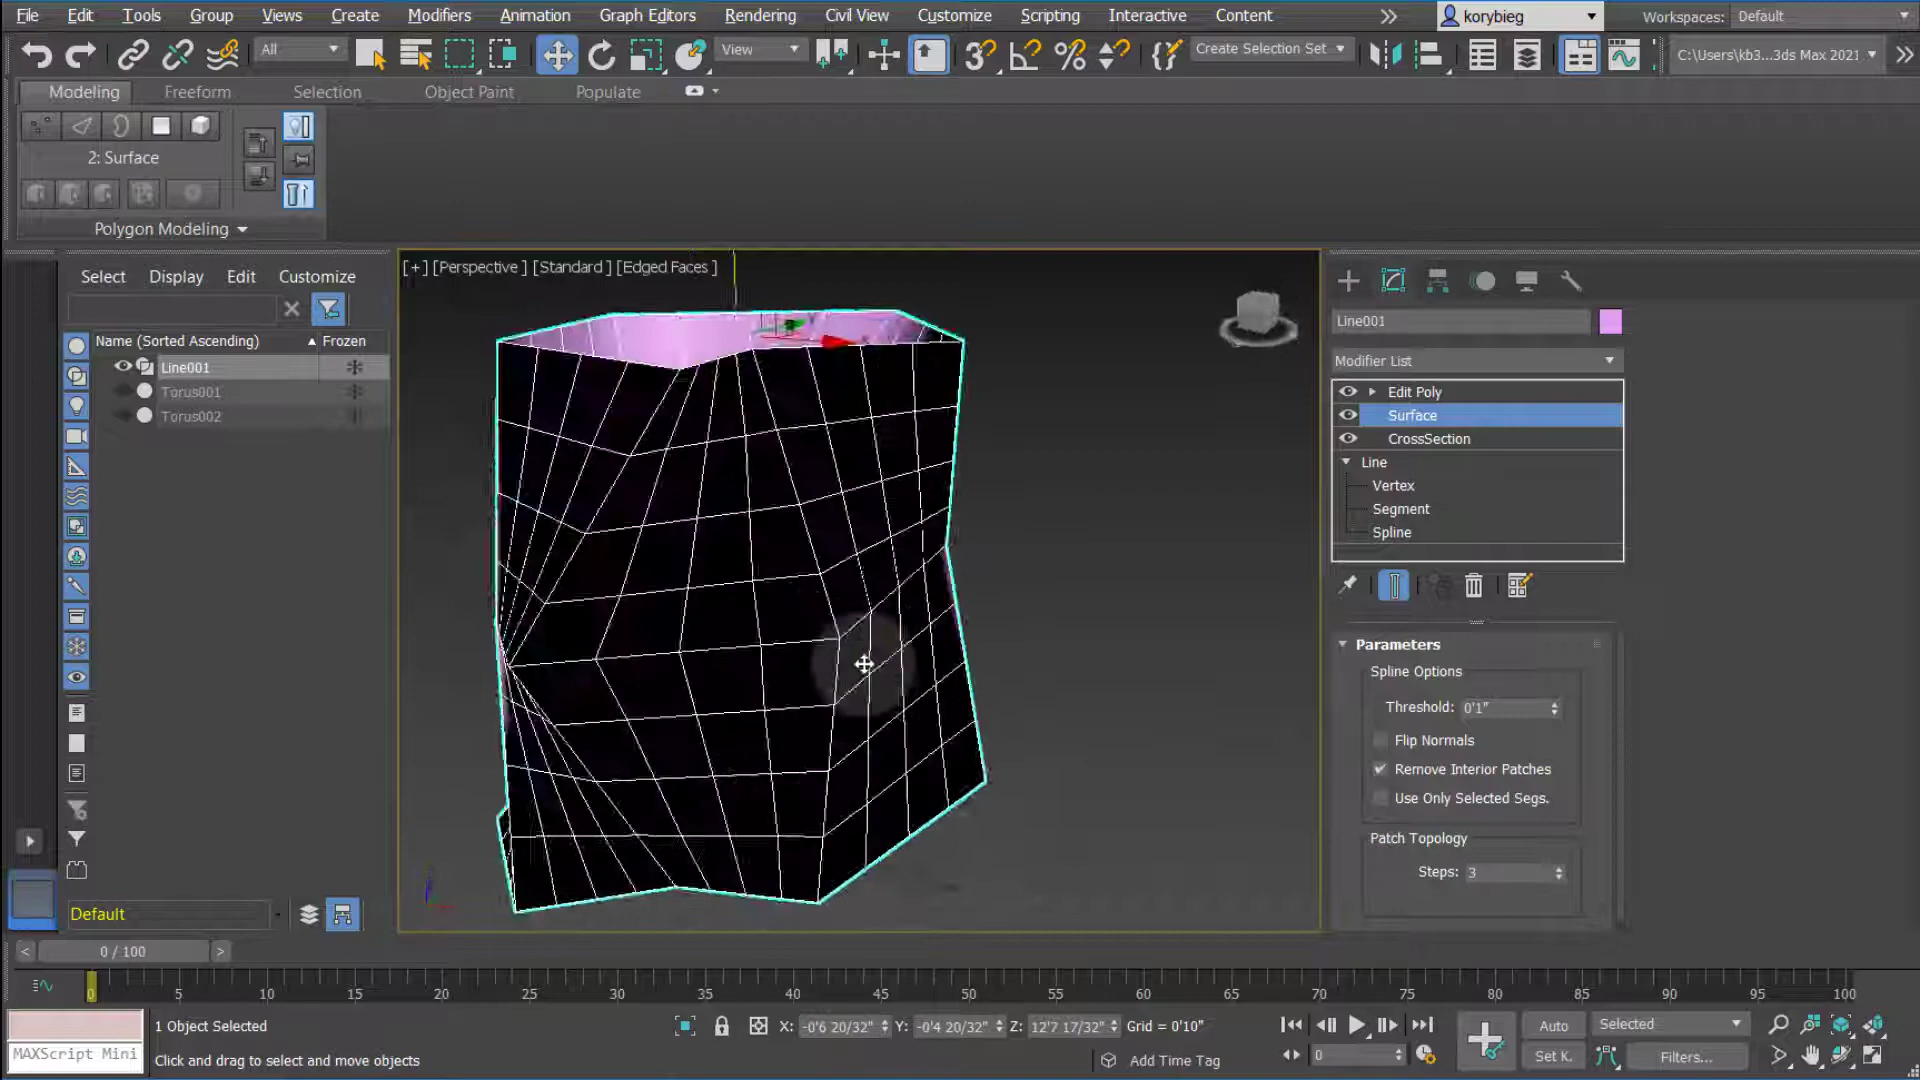 File Edit Tools Group Views Create Modifiers Animation Graph Editors Rendering Civil View Customize Scripting Interactive Content korybieg Workspaces: Default
All View Create Selection Set C:\Users\kb3...3ds Max 2021
Modeling Freeform Selection Object Paint Populate
2: Surface
Polygon Modeling
Select Display Edit Customize
[+] [Perspective ] [Standard ] [Edged Faces ]
Name (Sorted Ascending) Frozen
Line001
Torus001
Torus002
Line001
Modifier List
Edit Poly
Surface
CrossSection
Line
Vertex
Segment
Spline
Parameters
Spline Options
Threshold: 0'1"
Flip Normals
Remove Interior Patches
Use Only Selected Segs.
Patch Topology
Steps: 3
Default
< 0 / 100 >
0 5 10 15 20 25 30 35 40 45 50 55 60 65 70 75 80 85 90 95 100
1 Object Selected X: -0'6 20/32" Y: -0'4 20/32" Z: 12'7 17/32" Grid = 0'10" Auto Selected
MAXScript Mini Click and drag to select and move objects Add Time Tag 0 Set K. Filters...